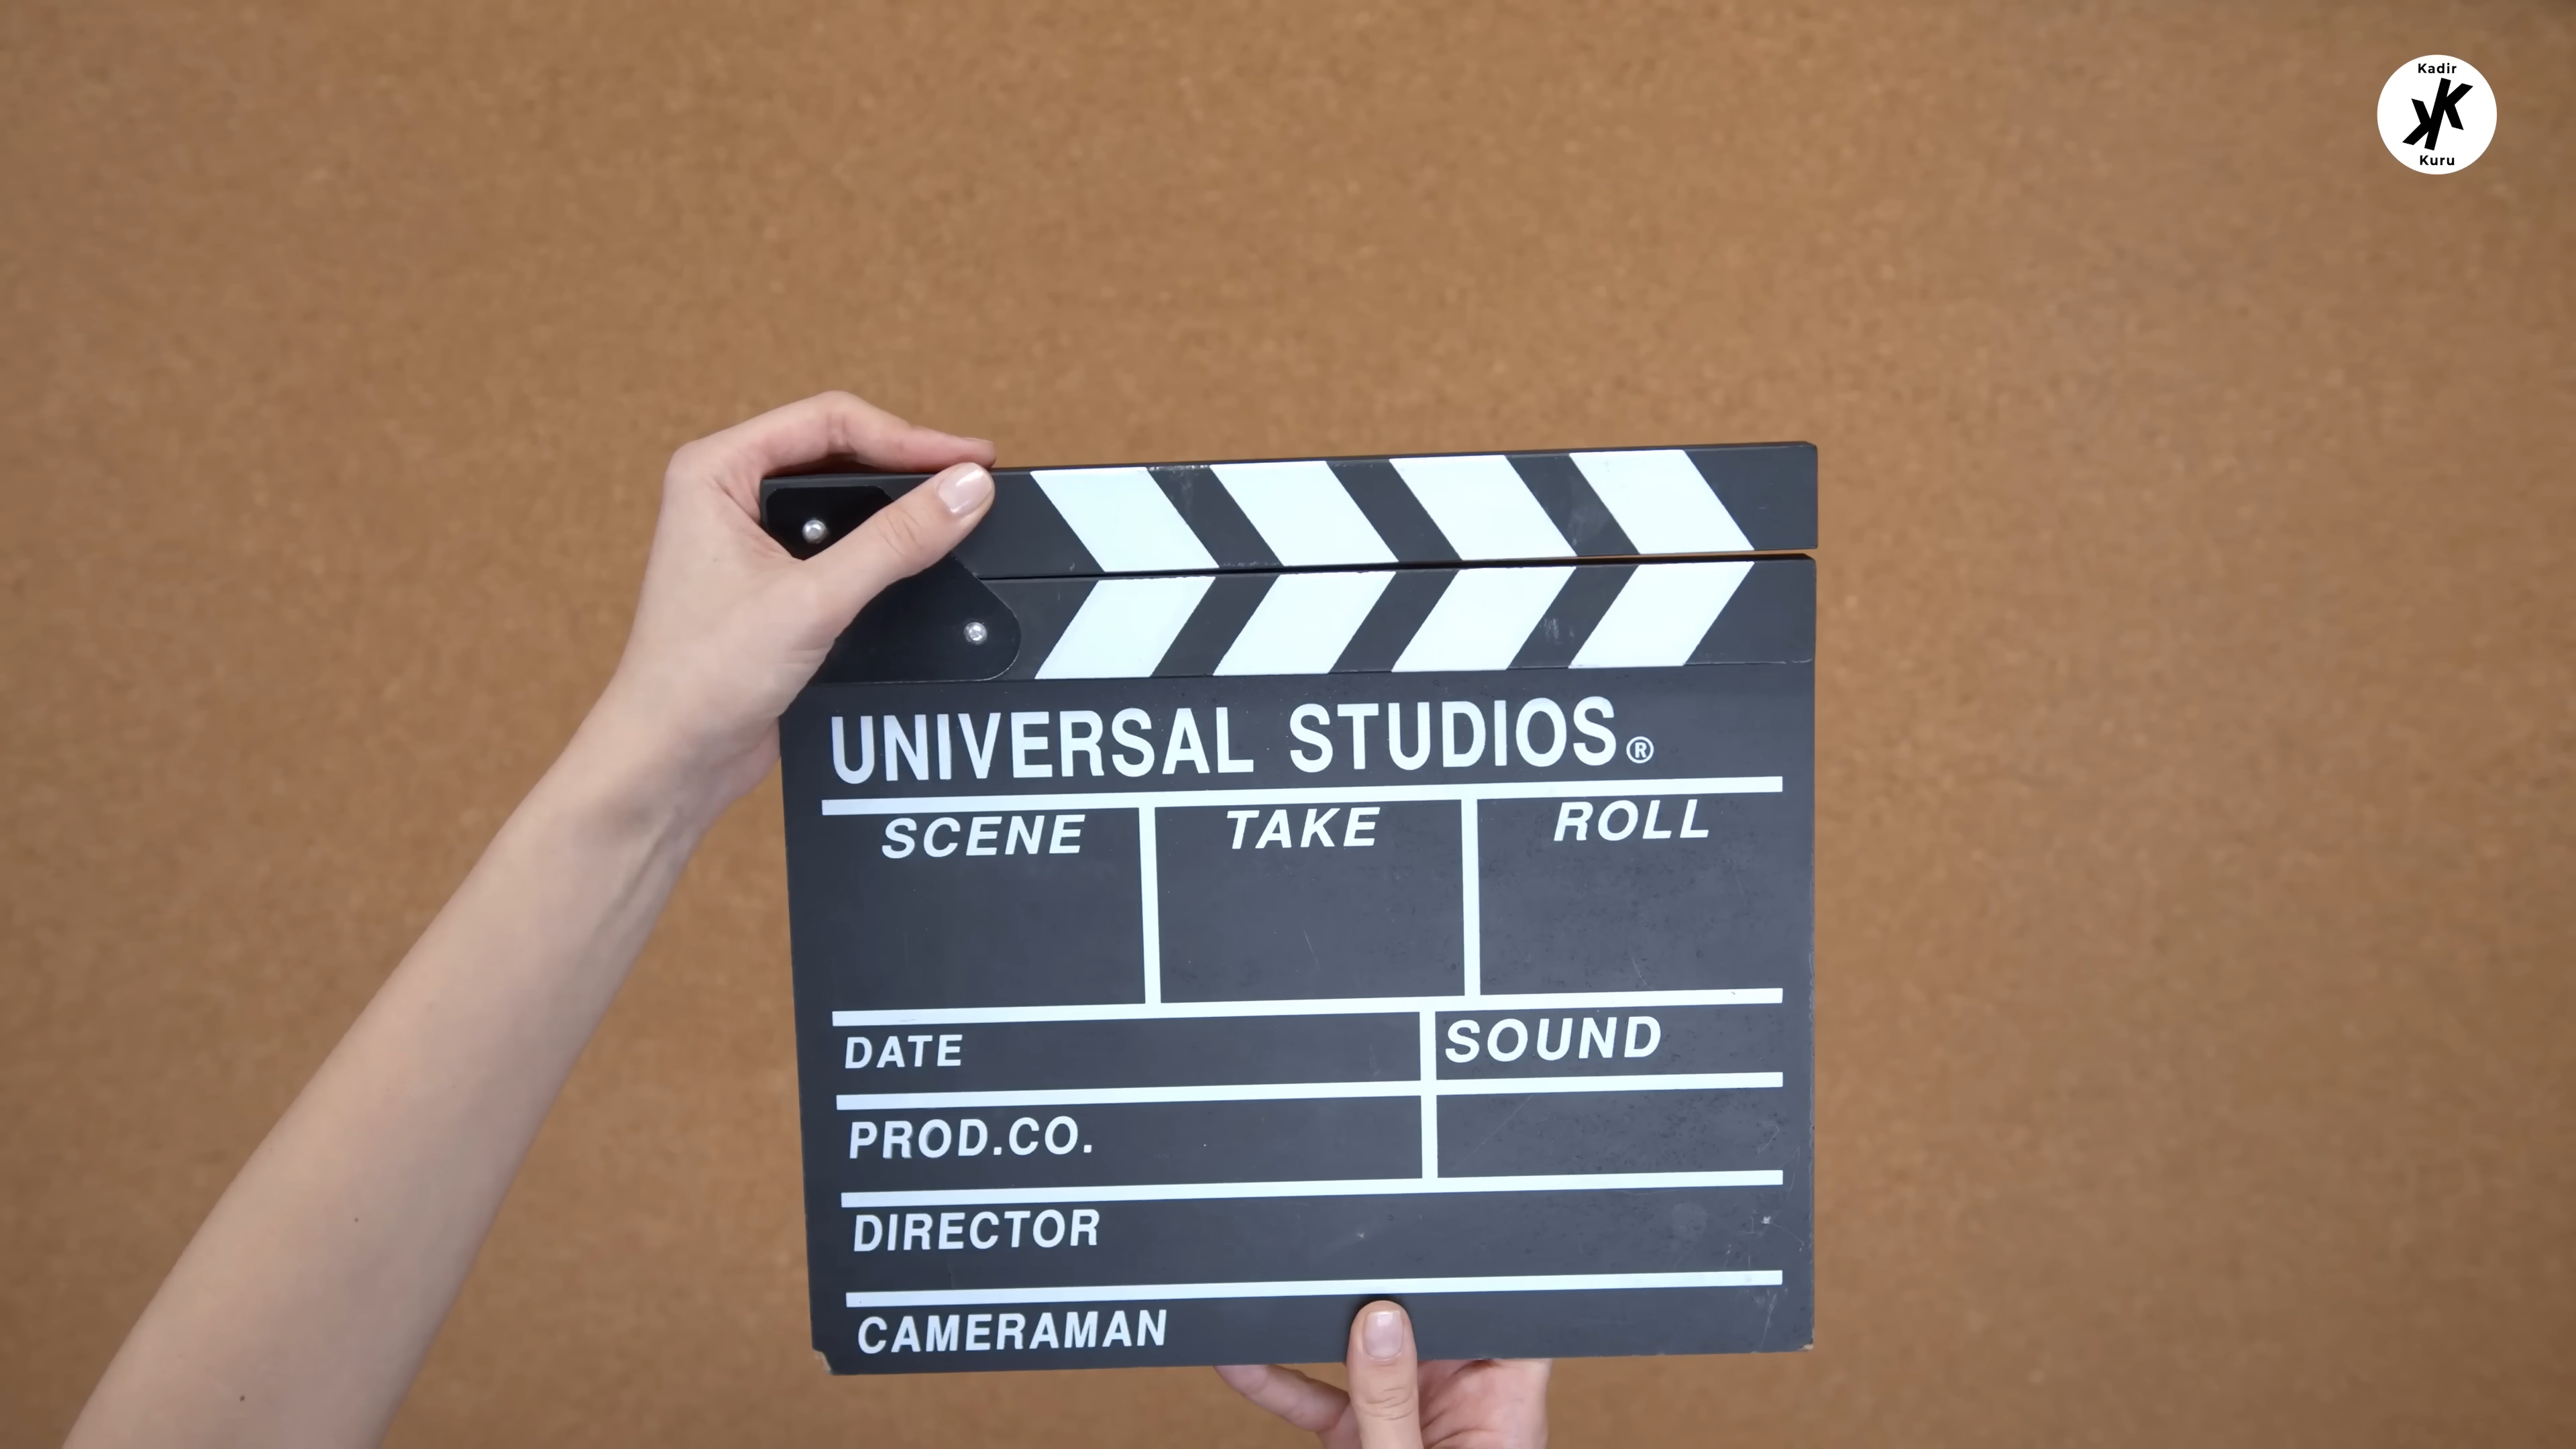 Kadir
Kuru
UNIVERSAL STUDIOS®
SCENE TAKE ROLL
DATE SOUND
PROD.CO.
DIRECTOR
CAMERAMAN